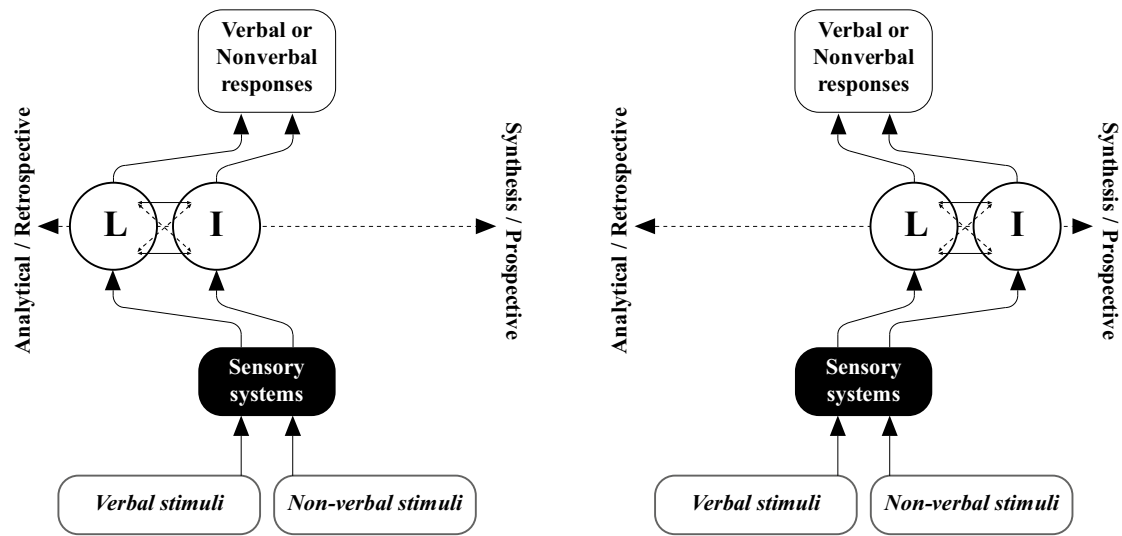 Verbal or
Nonverbal
responses
Analytical / Retrospective
L
I
Synthesis / Prospective
Sensory
systems
Verbal stimuli
Non-verbal stimuli
Verbal or
Nonverbal
responses
Analytical / Retrospective
L
I
Synthesis / Prospective
Sensory
systems
Verbal stimuli
Non-verbal stimuli